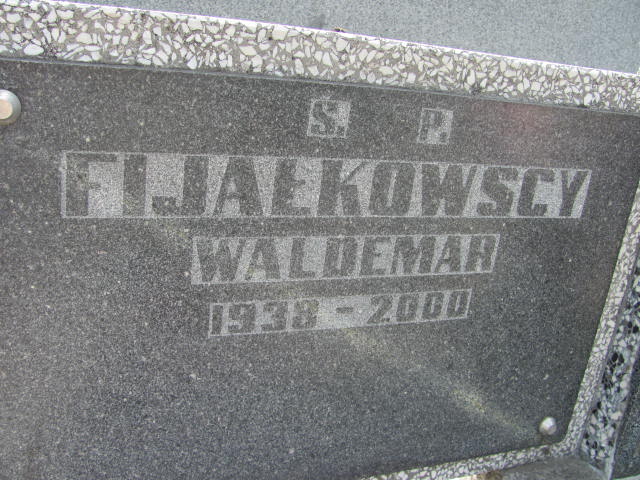 Ś. P.
FIJAŁKOWSCY
WALDEMAR
1938 - 2000